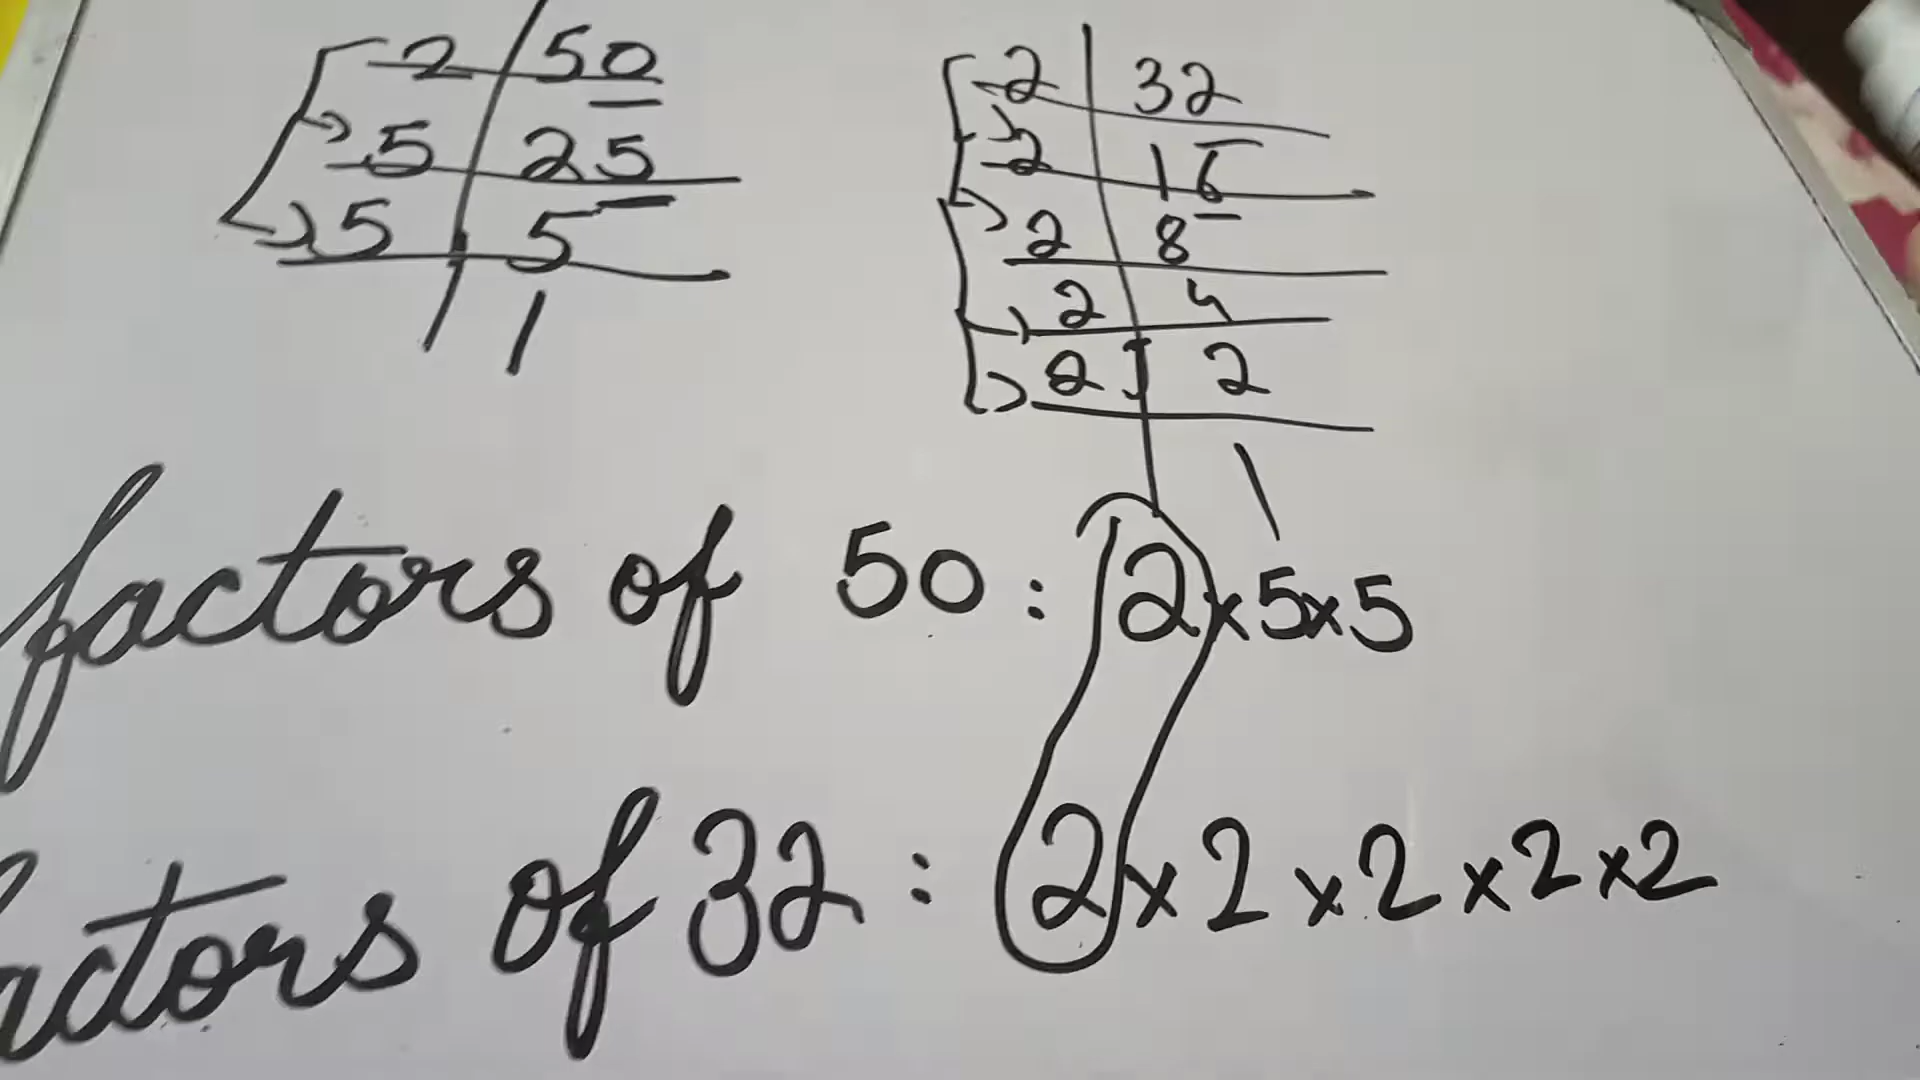 2 | 50
5 | 25
5 | 5
1
2 | 32
2 | 16
2 | 8
2 | 4
2 | 2
1
factors of 50 : 2 x 5 x 5
actors of 32 : 2 x 2 x 2 x 2 x 2